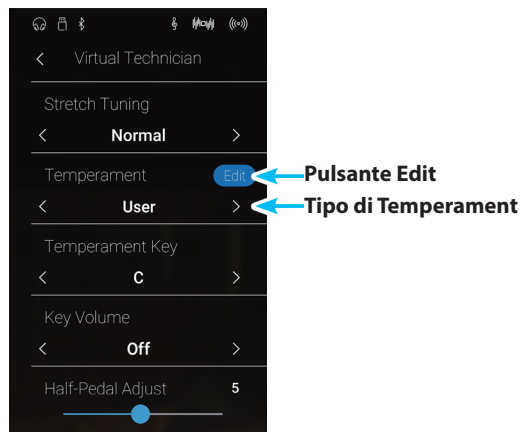 Virtual Technician
Stretch Tuning
Normal
Temperament Edit Pulsante Edit
User Tipo di Temperament
Temperament Key
C
Key Volume
Off
Half-Pedal Adjust 5